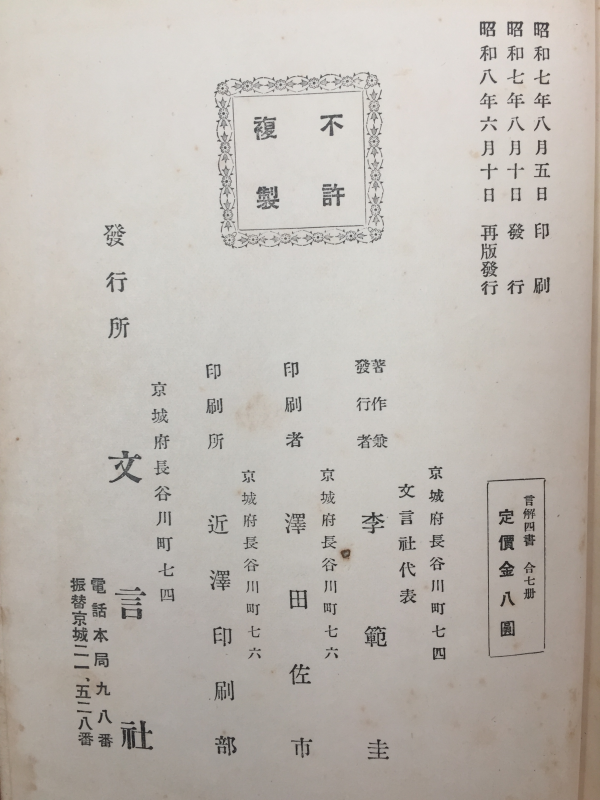 昭和七年八月五日 印刷
昭和七年八月十日 發行
昭和八年六月十日 再版發行
不許
複製
言解四書 合七册
定價金八圓
京城府長谷川町七四
文言社代表
著作兼
發行者
李範圭
京城府長谷川町七六
印刷者 澤田佐市
京城府長谷川町七六
印刷所 近澤印刷部
京城府長谷川町七四
發行所 文言社
電話本局九八番
振替京城二一、五二八番